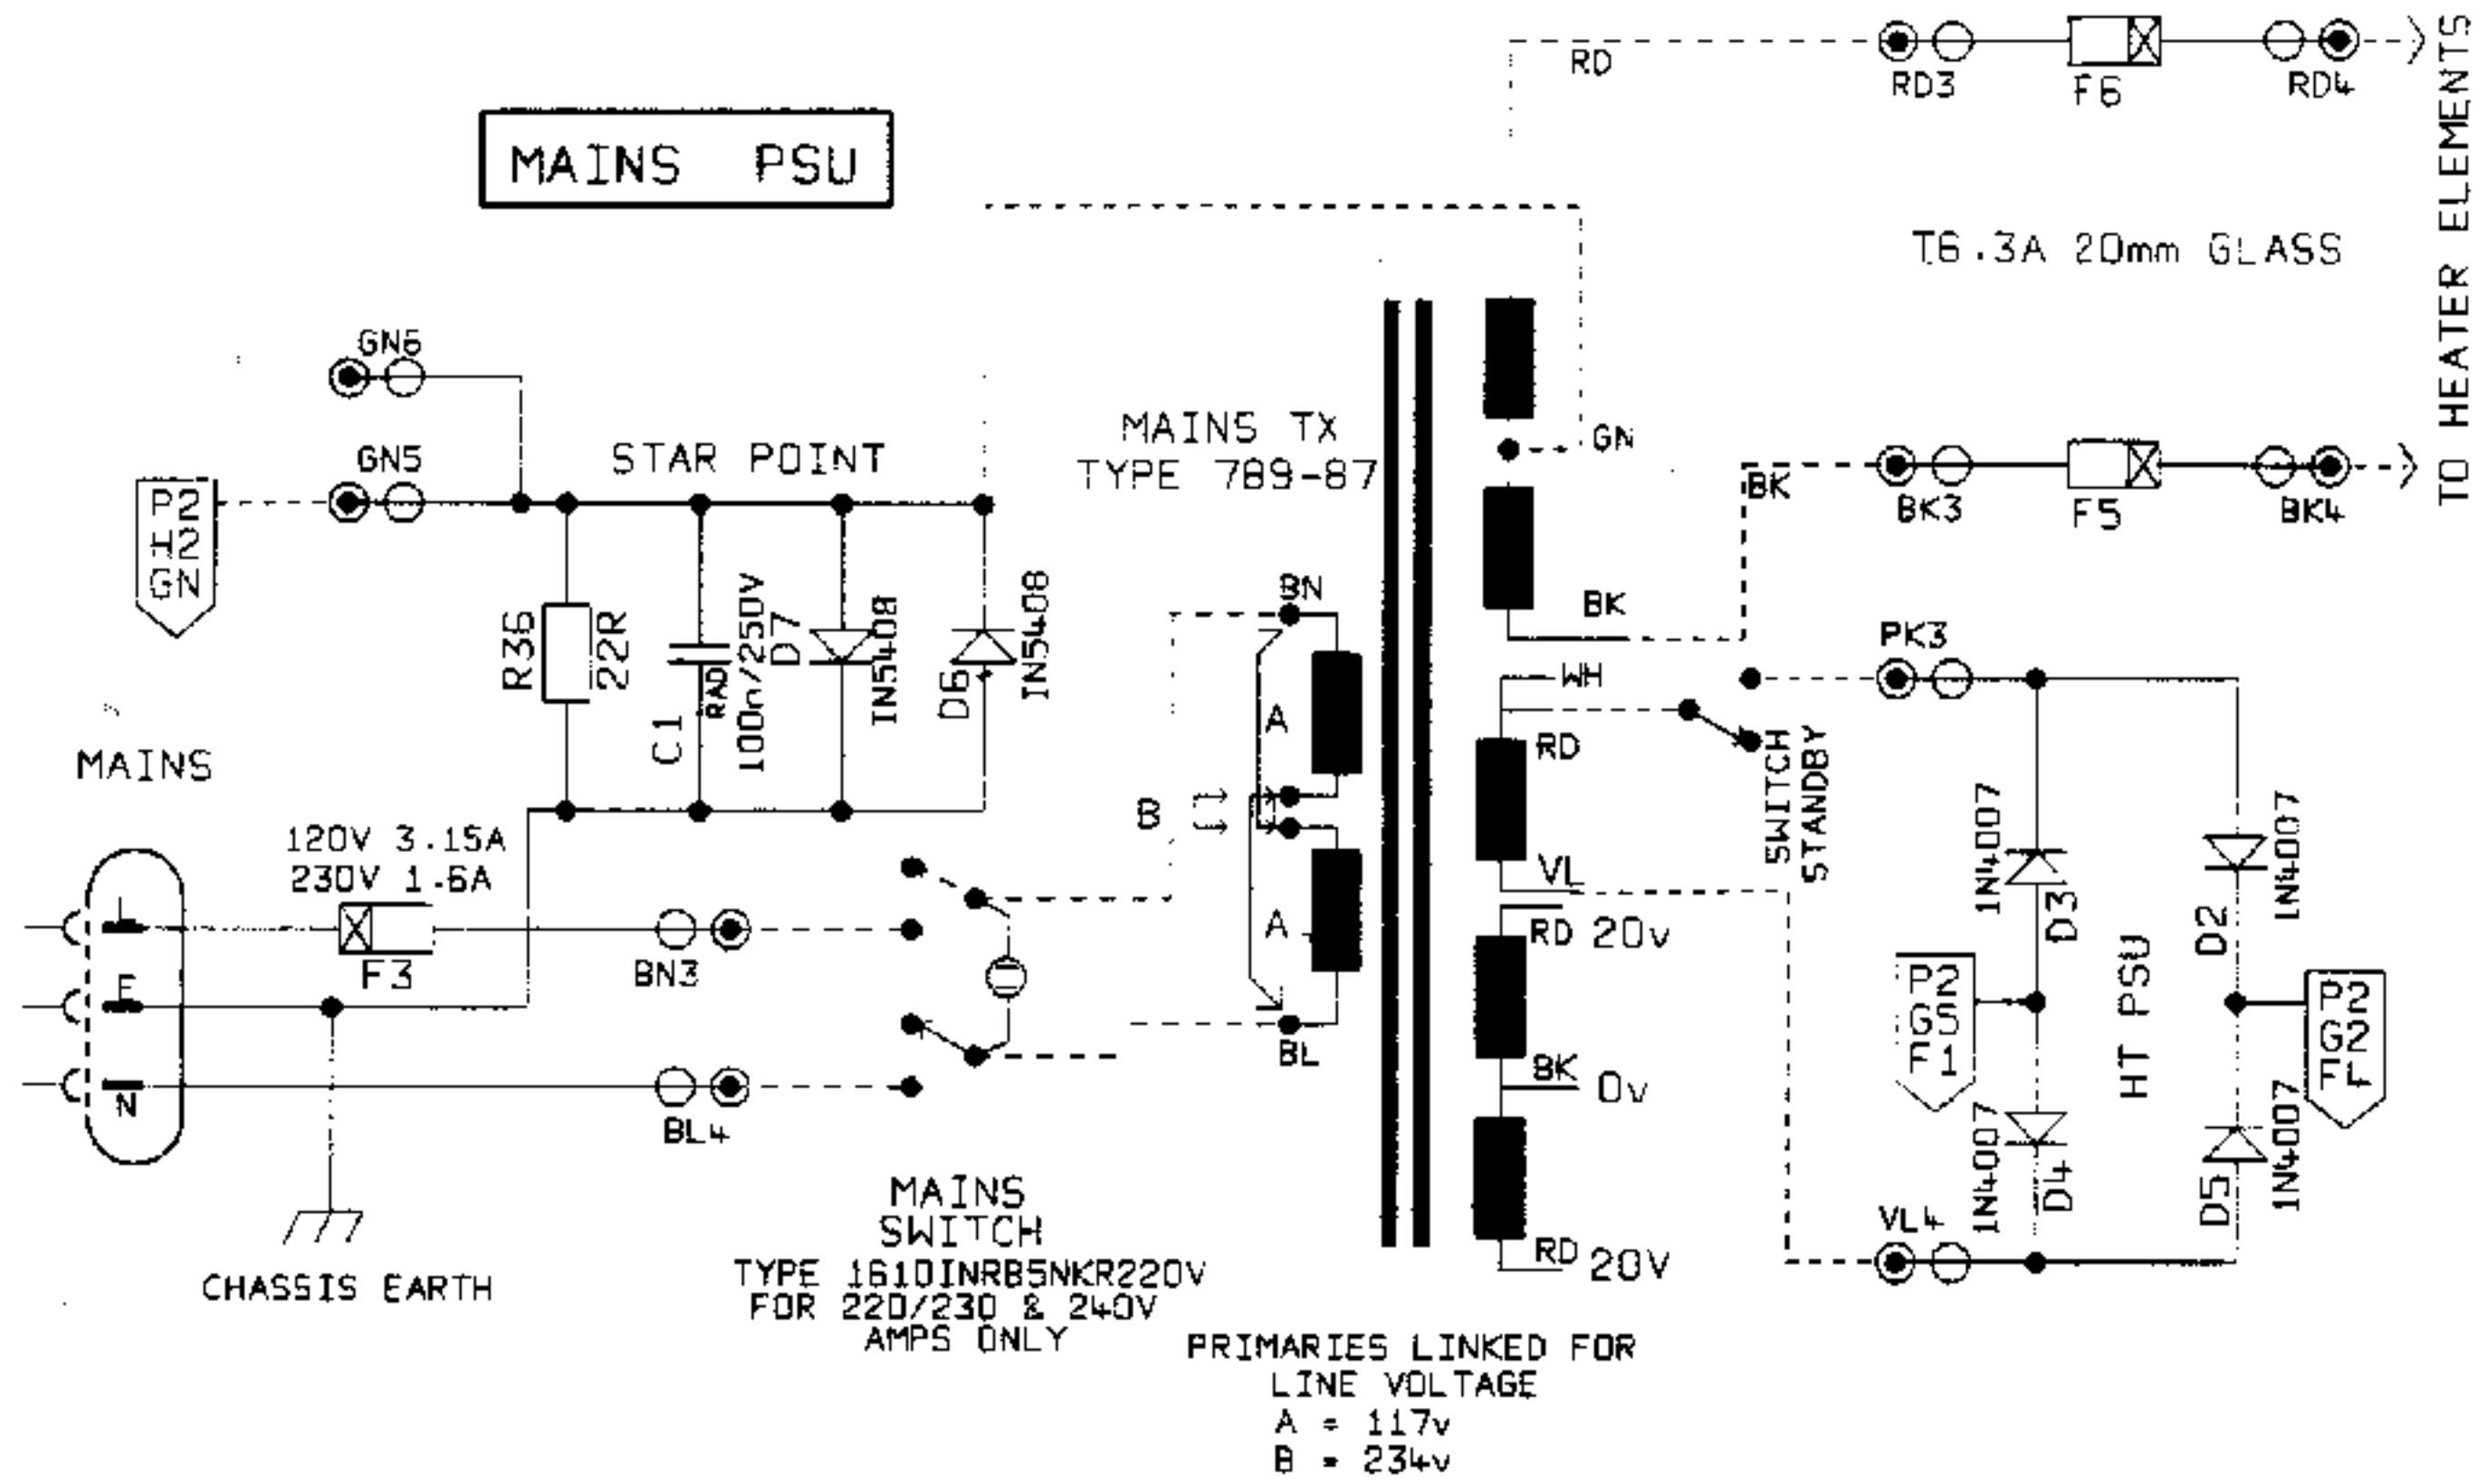 RD
RD3
F6
RD4
MAINS PSU
TO HEATER ELEMENTS
T6.3A 20mm GLASS
GN6
GN5
STAR POINT
MAINS TX
TYPE 789-87
GN
BK
BK3
F5
BK4
P2
H2
GN
R36
22R
C1
RAD
100n/250V
D7
IN5408
D6
IN5408
BN
BK
PK3
A
WH
RD
SWITCH
STANDBY
MAINS
B
120V 3.15A
230V 1.6A
VL
1N4007
D3
1N4007
D2
L
F3
BN3
A
RD 20v
HT PSU
P2
G5
F1
P2
G2
F4
E
BL
BK
0v
N
BL4
1N4007
D4
D5
1N4007
MAINS
SWITCH
TYPE 161DINRB5NKR220V
FOR 220/230 & 240V
AMPS ONLY
CHASSIS EARTH
RD 20V
VL4
PRIMARIES LINKED FOR
LINE VOLTAGE
A = 117v
B = 234v